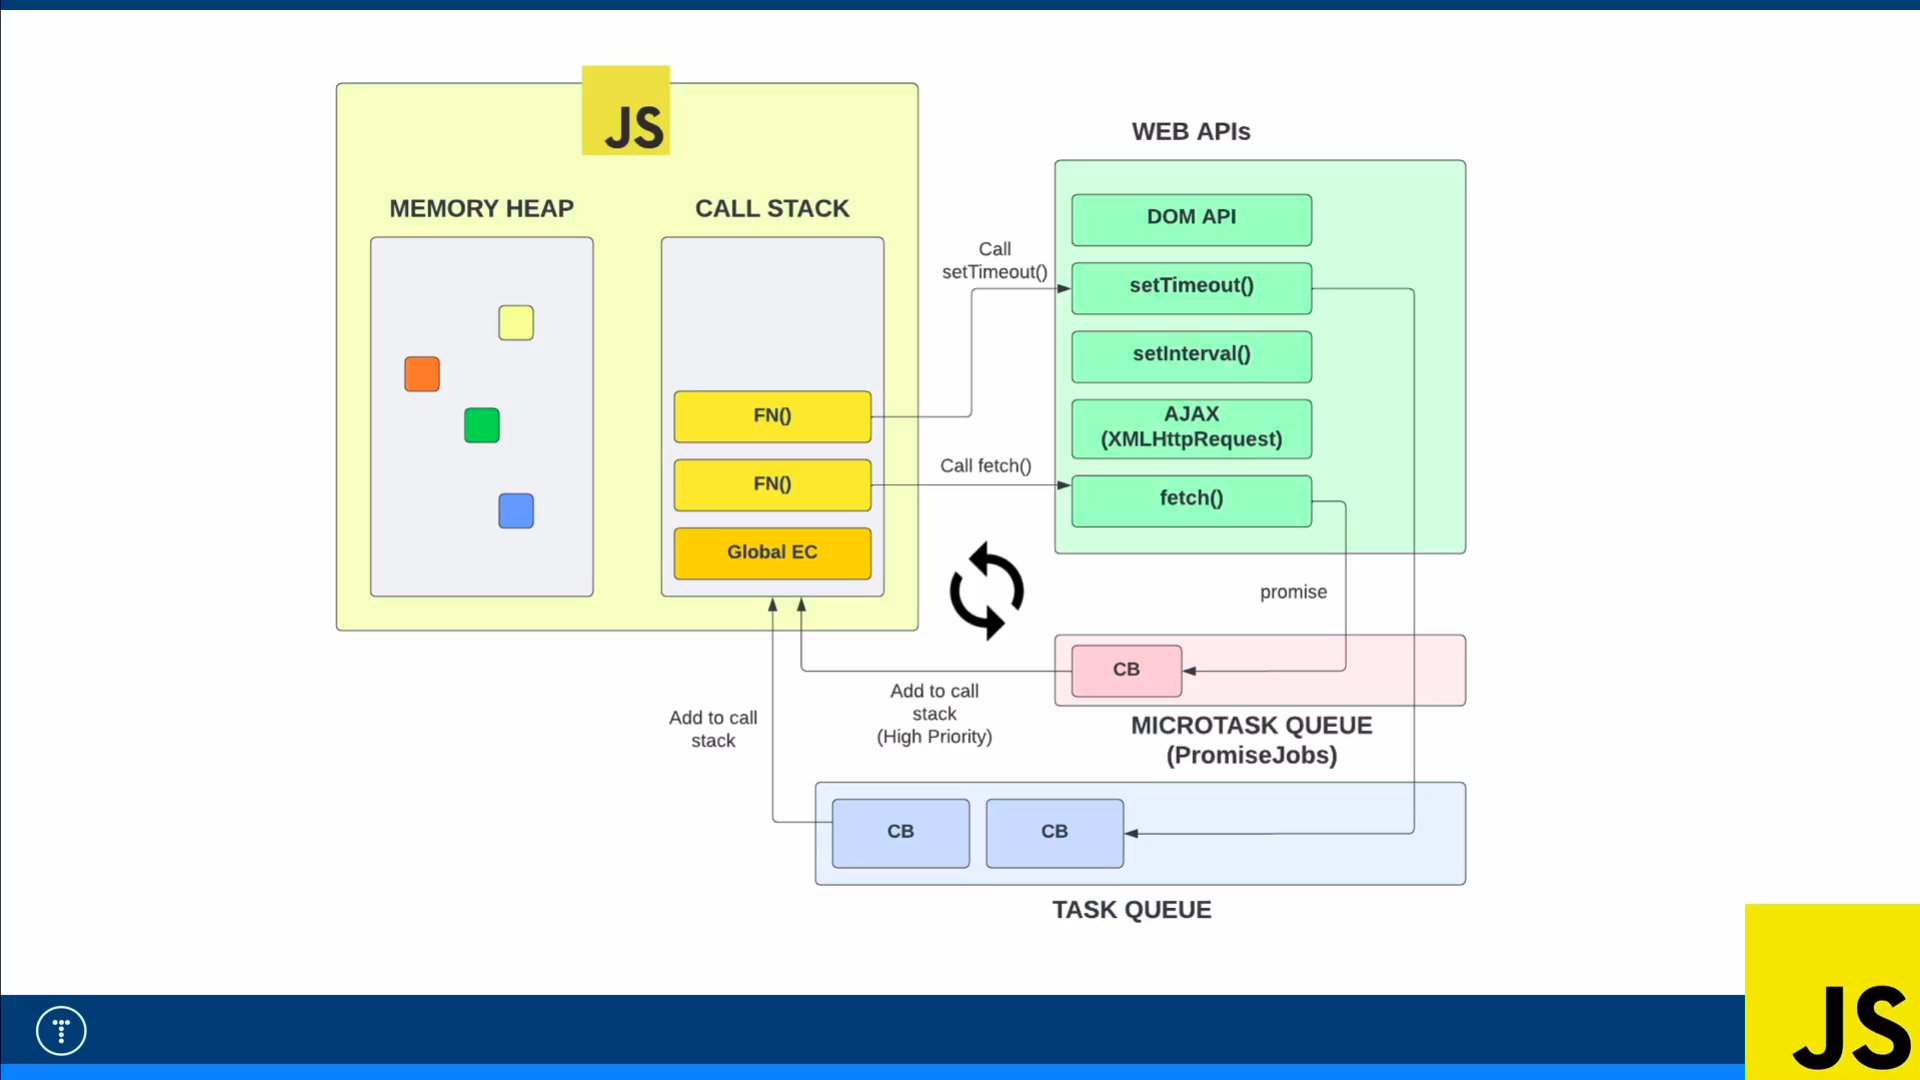 JS
MEMORY HEAP
CALL STACK
FN()
FN()
Global EC
Call
setTimeout()
Call fetch()
WEB APIs
DOM API
setTimeout()
setInterval()
AJAX
(XMLHttpRequest)
fetch()
promise
CB
MICROTASK QUEUE
(PromiseJobs)
Add to call
stack
(High Priority)
Add to call
stack
CB
CB
TASK QUEUE
T
JS